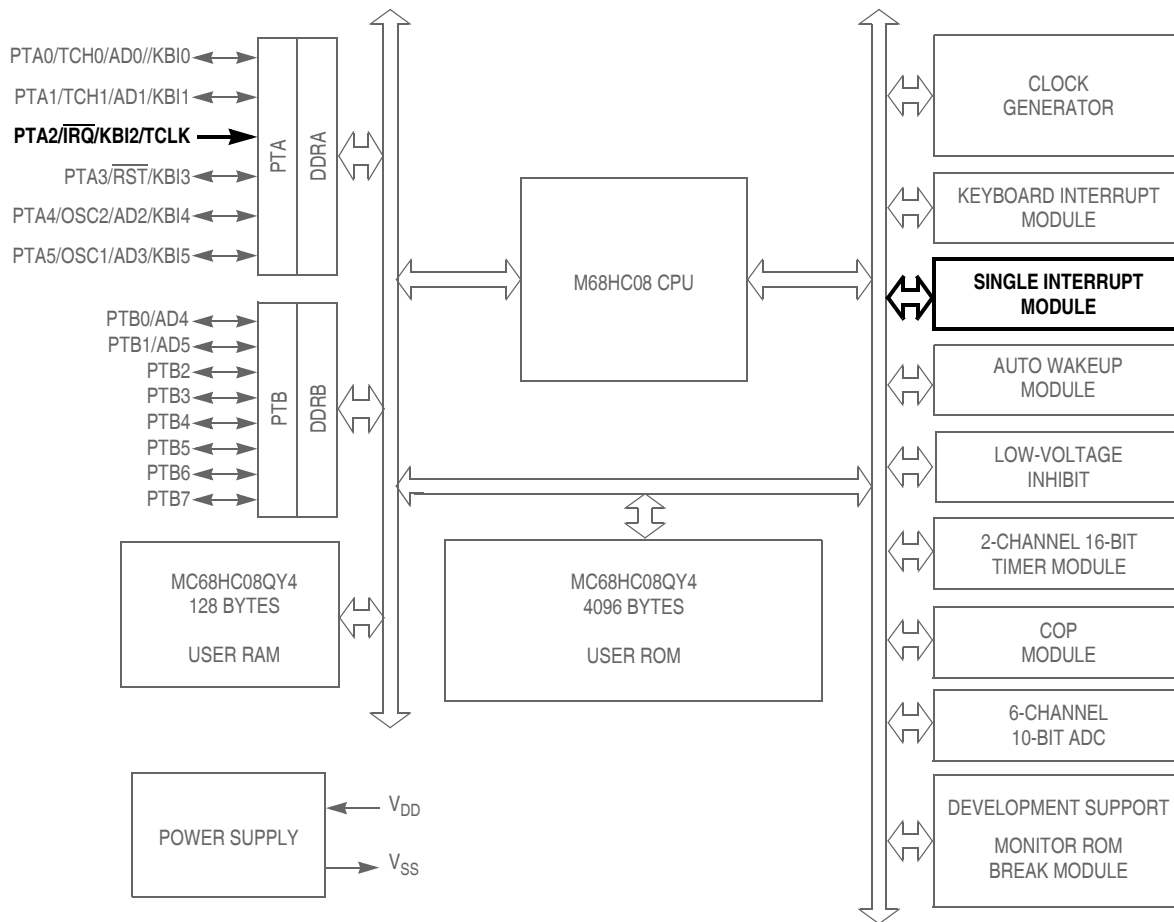 PTA0/TCH0/AD0//KBI0
PTA1/TCH1/AD1/KBI1
PTA2/IRQ/KBI2/TCLK
PTA3/RST/KBI3
PTA4/OSC2/AD2/KBI4
PTA5/OSC1/AD3/KBI5
PTA
DDRA
PTB0/AD4
PTB1/AD5
PTB2
PTB3
PTB4
PTB5
PTB6
PTB7
PTB
DDRB
M68HC08 CPU
MC68HC08QY4
128 BYTES
USER RAM
MC68HC08QY4
4096 BYTES
USER ROM
POWER SUPPLY
VDD
VSS
CLOCK
GENERATOR
KEYBOARD INTERRUPT
MODULE
SINGLE INTERRUPT
MODULE
AUTO WAKEUP
MODULE
LOW-VOLTAGE
INHIBIT
2-CHANNEL 16-BIT
TIMER MODULE
COP
MODULE
6-CHANNEL
10-BIT ADC
DEVELOPMENT SUPPORT
MONITOR ROM
BREAK MODULE